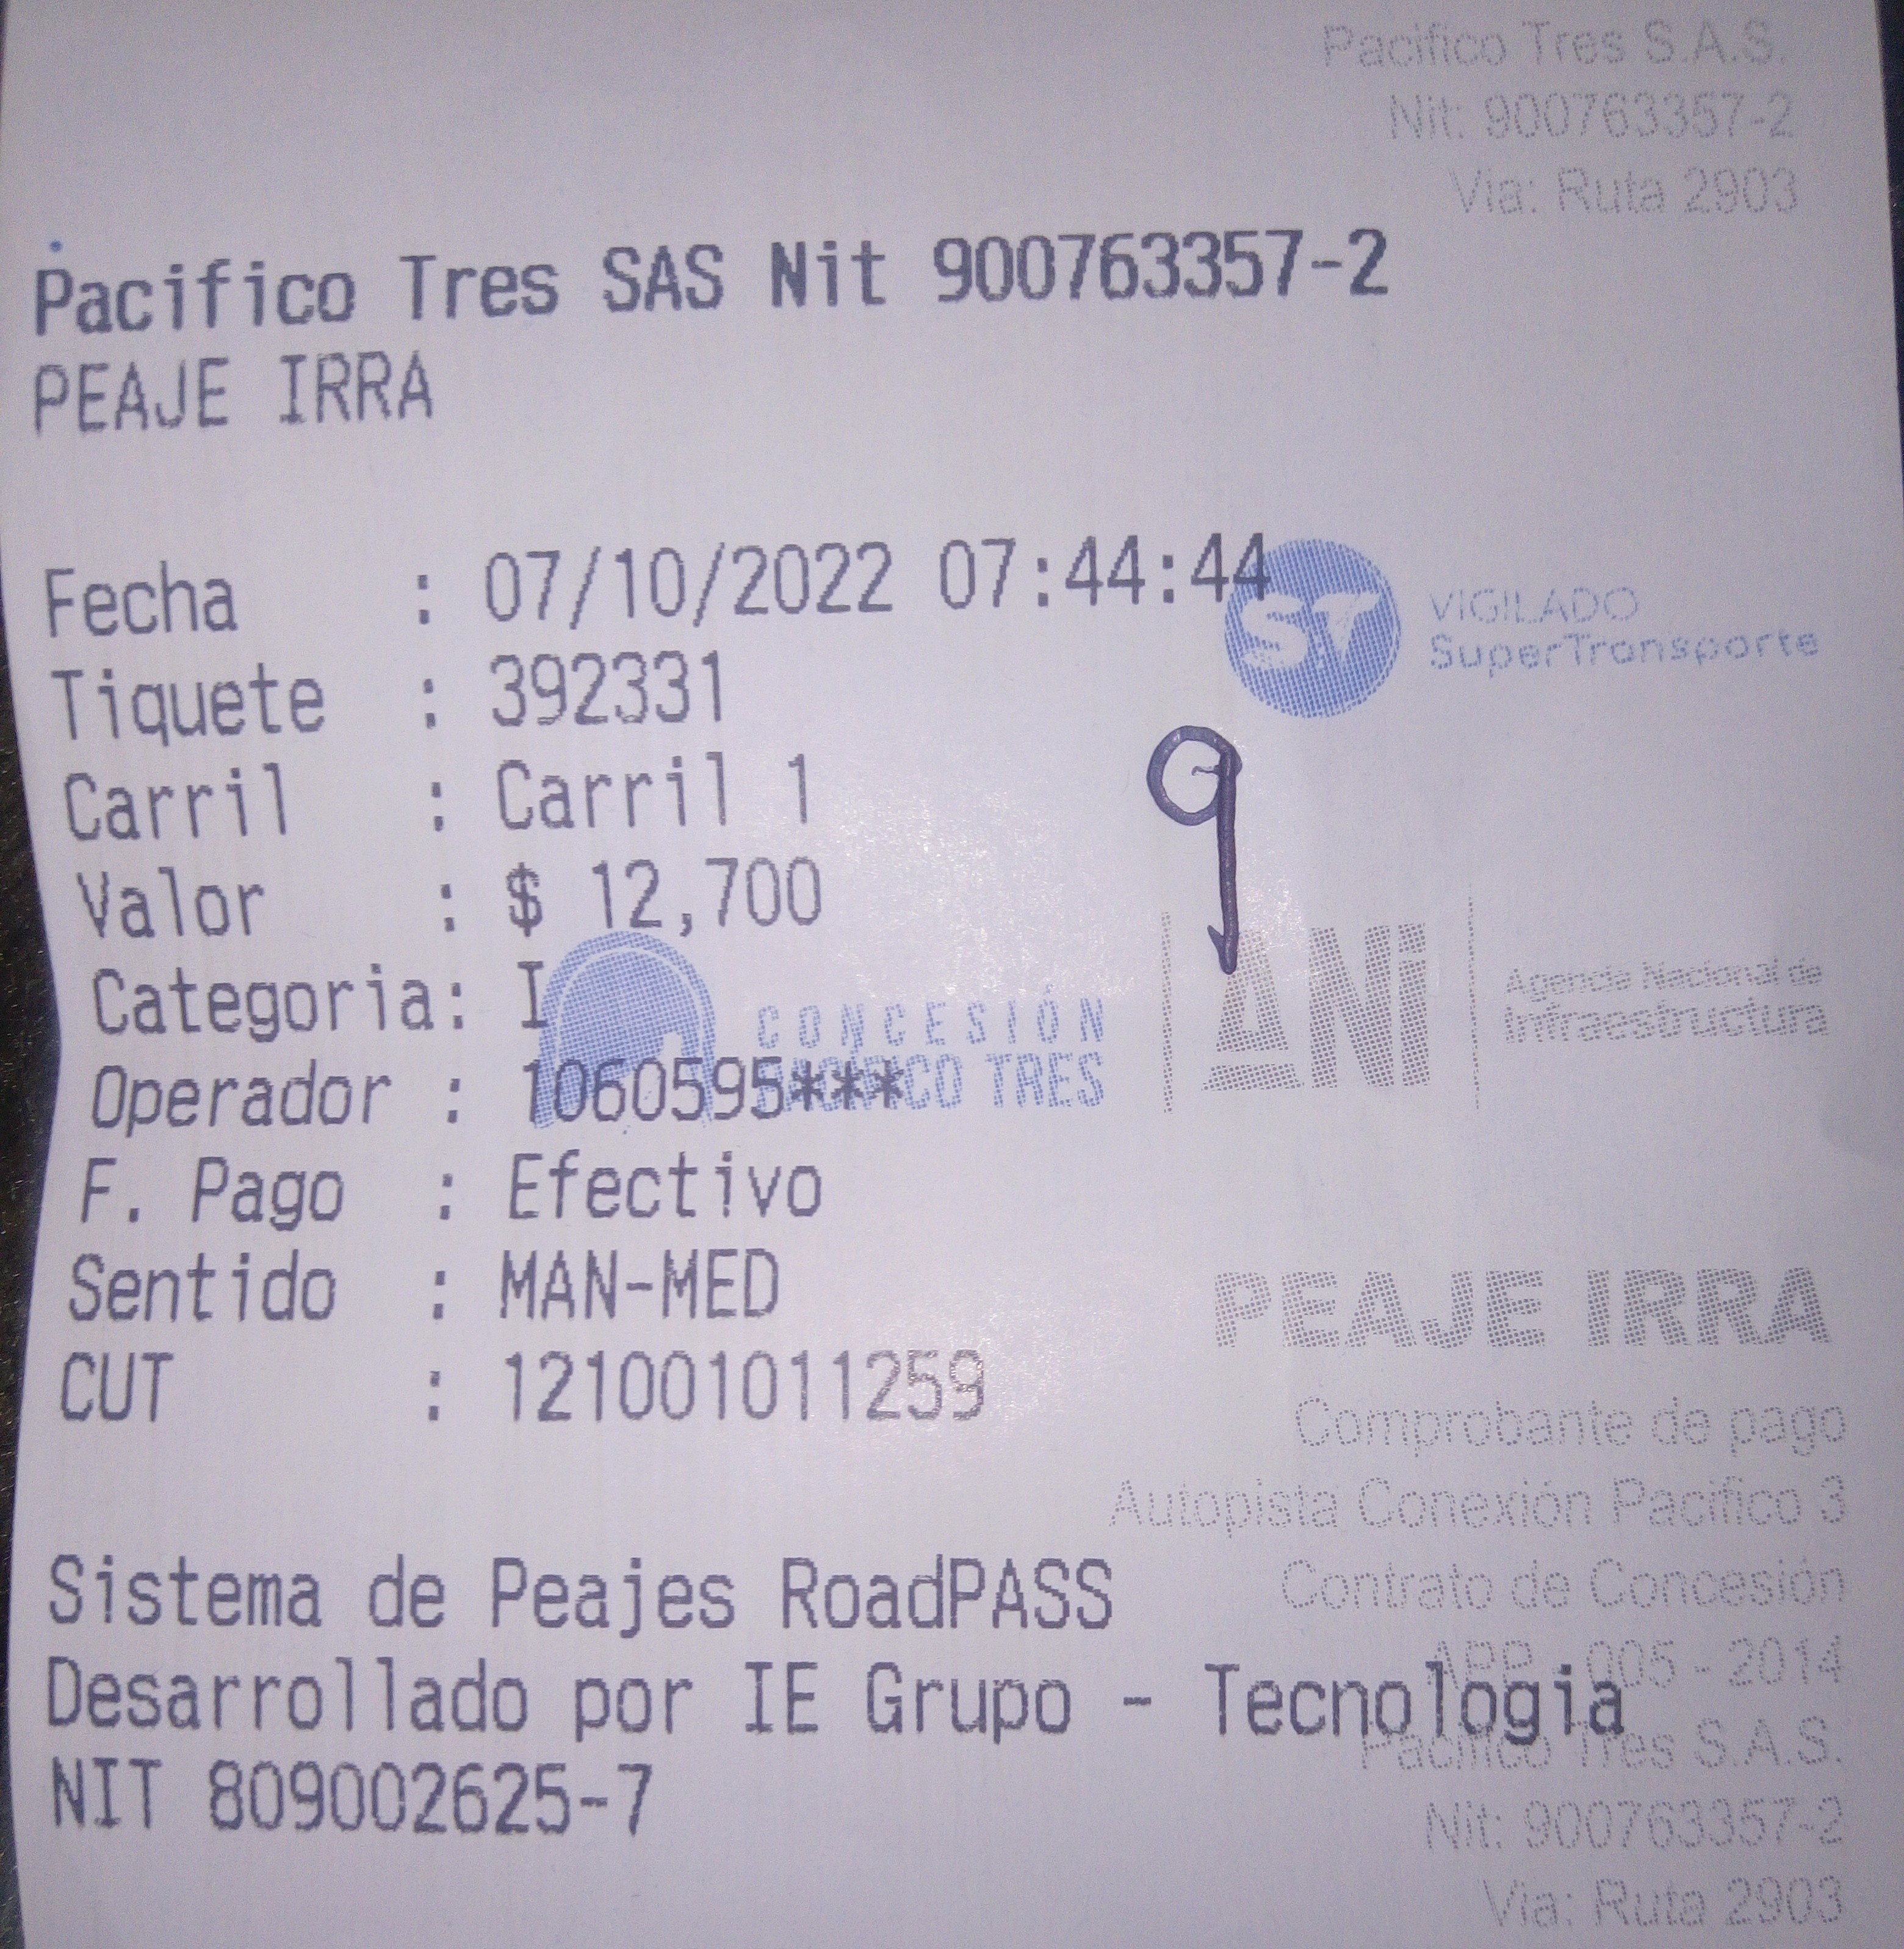 Pacifico Tres S.A.S.
Nit: 900763357-2
Via: Ruta 2903
Pacifico Tres SAS Nit 900763357-2
PEAJE IRRA
Fecha : 07/10/2022 07:44:44
ST VIGILADO
SuperTransporte
Tiquete : 392331
Carril : Carril 1
9
Valor : $ 12,700
Categoria: I
CONCESIÓN
PACÍFICO TRES
ANI
Agencia Nacional de
Infraestructura
Operador : 1060595***
F. Pago : Efectivo
Sentido : MAN-MED
CUT : 121001011259
PEAJE IRRA
Comprobante de pago
Autopista Conexión Pacifico 3
Contrato de Concesión
APP - 005 - 2014
Sistema de Peajes RoadPASS
Desarrollado por IE Grupo - Tecnologia
NIT 809002625-7
Pacifico Tres S.A.S.
Nit: 900763357-2
Via: Ruta 2903